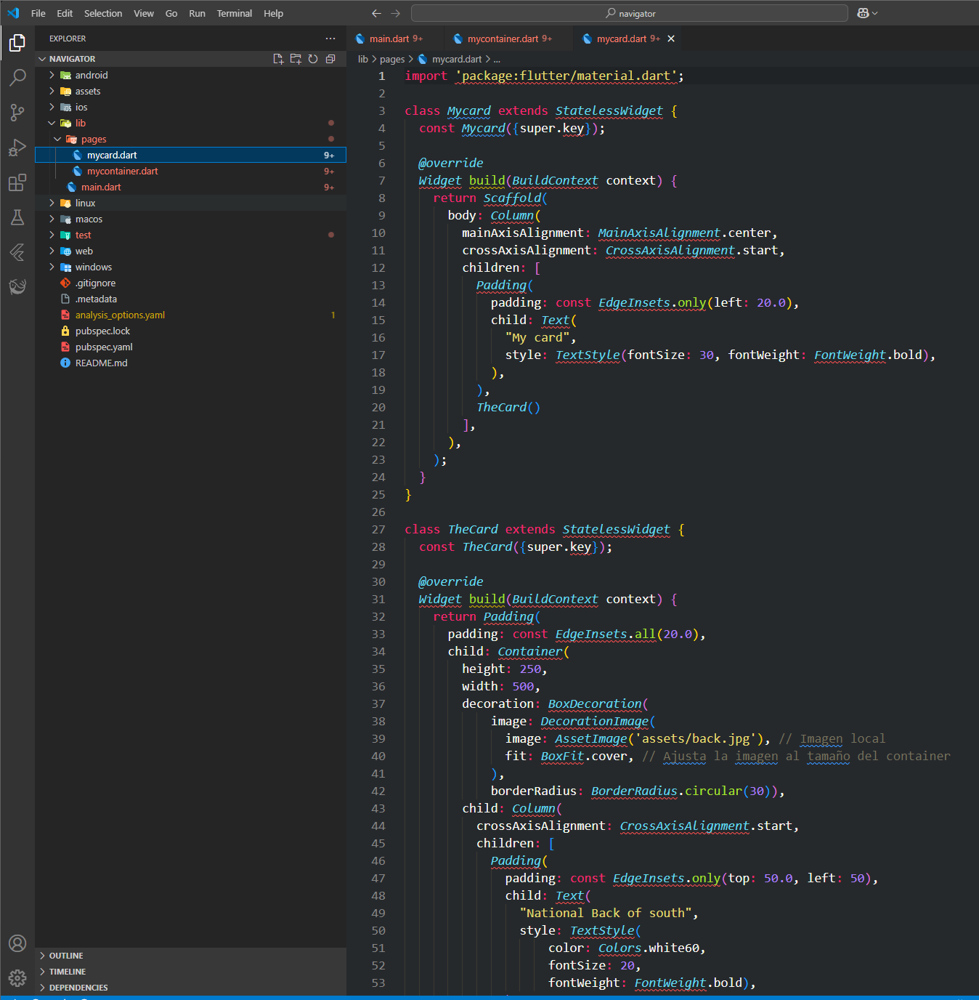 File Edit Selection View Go Run Terminal Help
navigator
EXPLORER
NAVIGATOR
android
assets
ios
lib
pages
mycard.dart 9+
mycontainer.dart 9+
main.dart 9+
linux
macos
test
web
windows
.gitignore
.metadata
analysis_options.yaml 1
pubspec.lock
pubspec.yaml
README.md
OUTLINE
TIMELINE
DEPENDENCIES
main.dart 9+ mycontainer.dart 9+ mycard.dart 9+
lib > pages > mycard.dart > ...
1 import 'package:flutter/material.dart';
2
3 class Mycard extends StatelessWidget {
4 const Mycard({super.key});
5
6 @override
7 Widget build(BuildContext context) {
8 return Scaffold(
9 body: Column(
10 mainAxisAlignment: MainAxisAlignment.center,
11 crossAxisAlignment: CrossAxisAlignment.start,
12 children: [
13 Padding(
14 padding: const EdgeInsets.only(left: 20.0),
15 child: Text(
16 "My card",
17 style: TextStyle(fontSize: 30, fontWeight: FontWeight.bold),
18 ),
19 ),
20 TheCard()
21 ],
22 ),
23 );
24 }
25 }
26
27 class TheCard extends StatelessWidget {
28 const TheCard({super.key});
29
30 @override
31 Widget build(BuildContext context) {
32 return Padding(
33 padding: const EdgeInsets.all(20.0),
34 child: Container(
35 height: 250,
36 width: 500,
37 decoration: BoxDecoration(
38 image: DecorationImage(
39 image: AssetImage('assets/back.jpg'), // Imagen local
40 fit: BoxFit.cover, // Ajusta la imagen al tamaño del container
41 ),
42 borderRadius: BorderRadius.circular(30)),
43 child: Column(
44 crossAxisAlignment: CrossAxisAlignment.start,
45 children: [
46 Padding(
47 padding: const EdgeInsets.only(top: 50.0, left: 50),
48 child: Text(
49 "National Back of south",
50 style: TextStyle(
51 color: Colors.white60,
52 fontSize: 20,
53 fontWeight: FontWeight.bold),